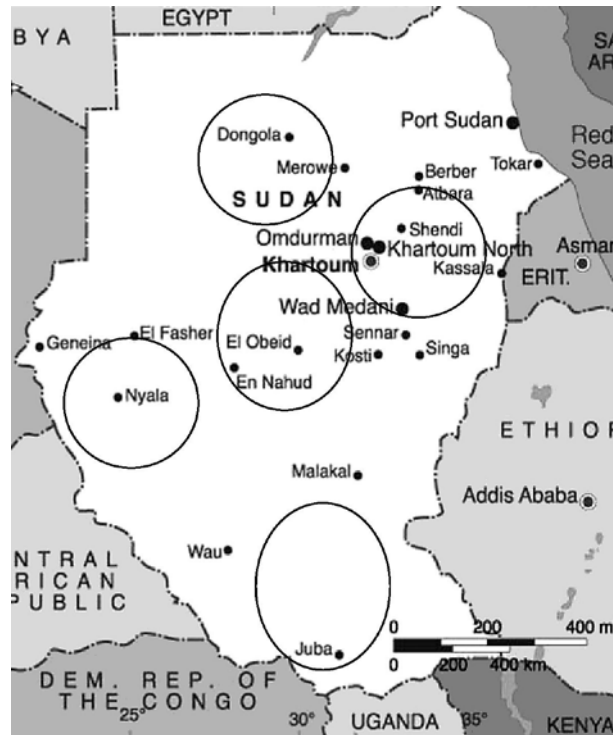 EGYPT
BYA
SA
AR
Port Sudan
Red
Sea
Dongola
Merowe
Berber
Tokar
Atbara
SUDAN
Shendi
Omdurman
Khartoum North
Khartoum
Kassala
Asmar
ERIT.
Wad Medani
Geneina
El Fasher
El Obeid
Sennar
Kosti
Singa
En Nahud
Nyala
ETHIOP
Malakal
Addis Ababa
Wau
NTRAL
RICAN
PUBLIC
0 200 400 m
Juba
0 200 400 km
DEM. REP. OF
THE CONGO
25° 30° 35°
UGANDA
KENYA